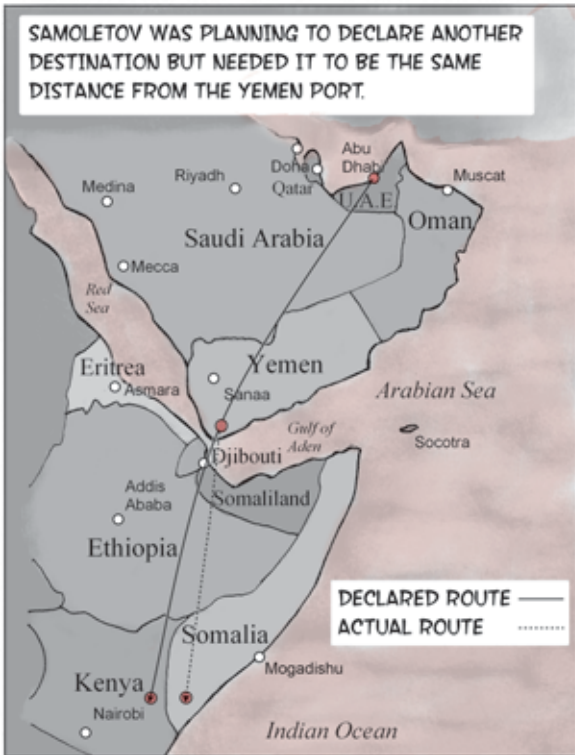 SAMOLETOV WAS PLANNING TO DECLARE ANOTHER
DESTINATION BUT NEEDED IT TO BE THE SAME
DISTANCE FROM THE YEMEN PORT.
Abu
Dhabi
Doha
Qatar
U.A.E
Muscat
Riyadh
Medina
Oman
Saudi Arabia
Mecca
Red
Sea
Yemen
Eritrea
Asmara
Sanaa
Arabian Sea
Gulf of
Aden
Socotra
Djibouti
Addis
Ababa
Somaliland
Ethiopia
DECLARED ROUTE
ACTUAL ROUTE
Somalia
Mogadishu
Kenya
Nairobi
Indian Ocean